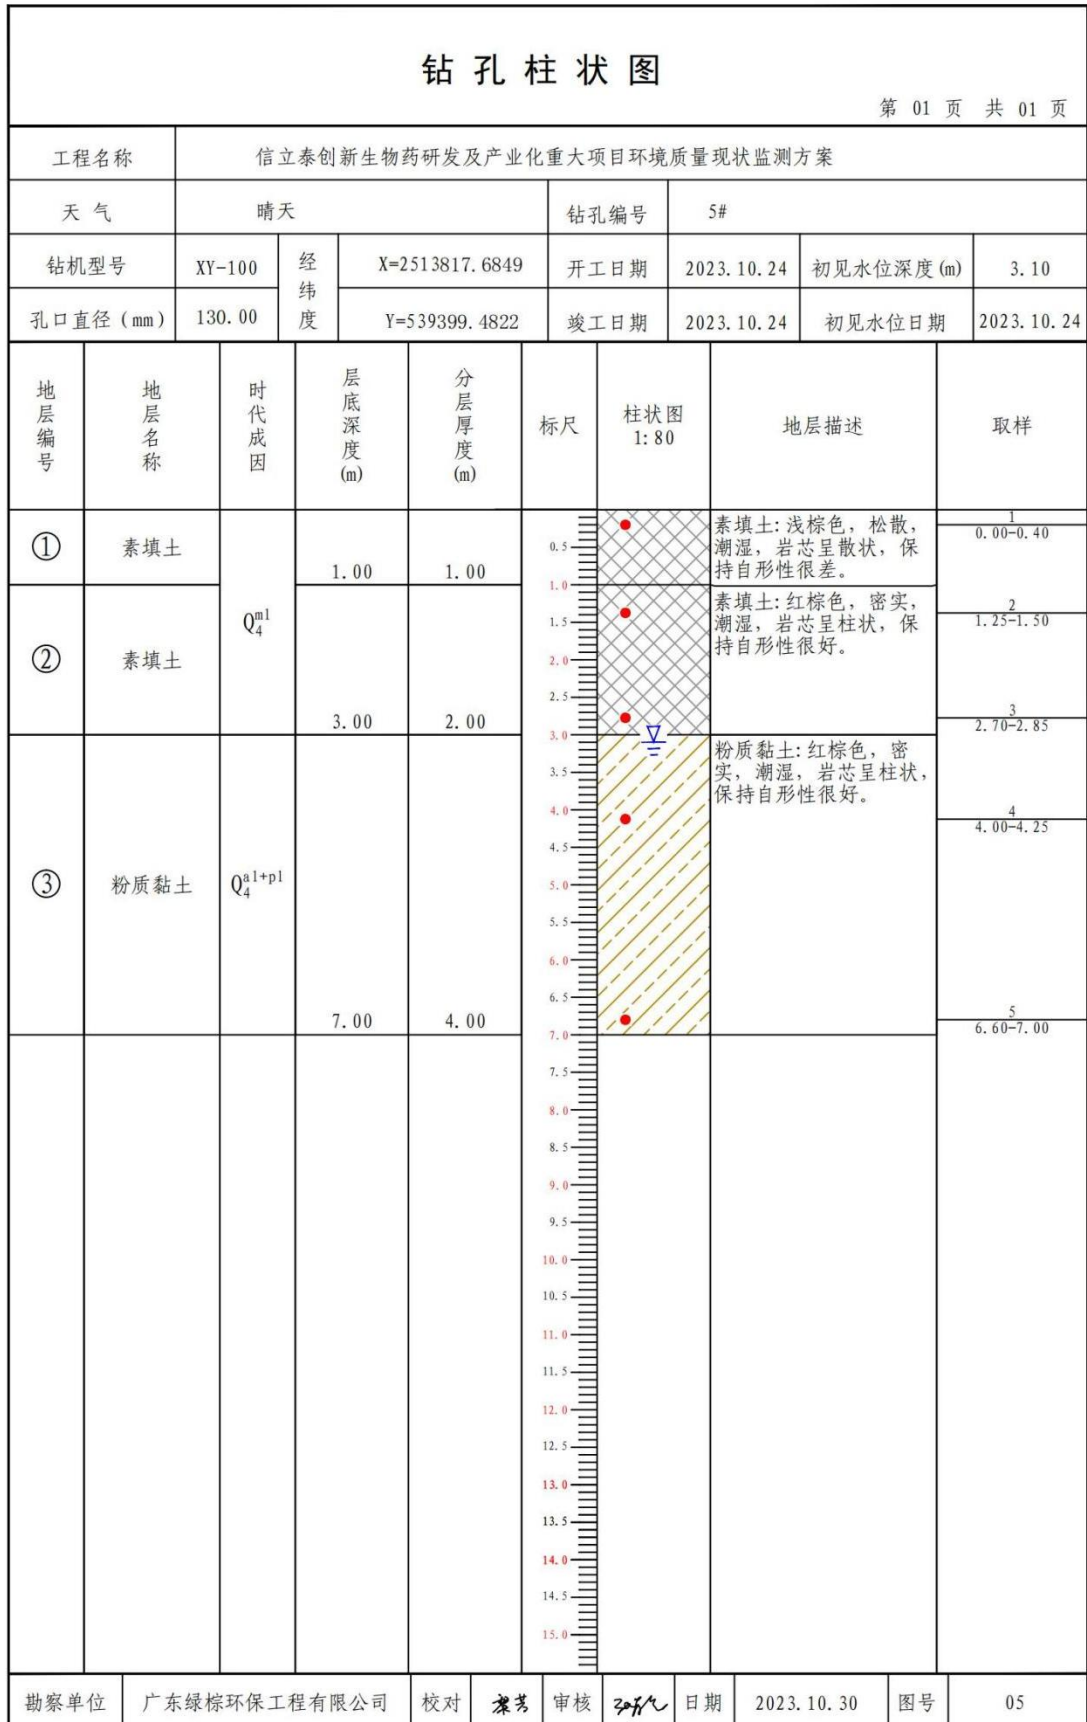 钻孔柱状图
第 01 页 共 01 页
工程名称 信立泰创新生物药研发及产业化重大项目环境质量现状监测方案
天气 晴天 钻孔编号 5#
钻机型号 XY-100 经纬度 X=2513817.6849 开工日期 2023.10.24 初见水位深度(m) 3.10
孔口直径(mm) 130.00 Y=539399.4822 竣工日期 2023.10.24 初见水位日期 2023.10.24
地层编号 地层名称 时代成因 层底深度(m) 分层厚度(m) 标尺 柱状图 1:80 地层描述 取样
① 素填土 1.00 1.00
Q₄ᵐˡ
② 素填土 3.00 2.00
③ 粉质黏土 Q₄ᵃˡ⁺ᵖˡ 7.00 4.00
0.5
1.0
1.5
2.0
2.5
3.0
3.5
4.0
4.5
5.0
5.5
6.0
6.5
7.0
7.5
8.0
8.5
9.0
9.5
10.0
10.5
11.0
11.5
12.0
12.5
13.0
13.5
14.0
14.5
15.0
素填土:浅棕色，松散，
潮湿，岩芯呈散状，保
持自形性很差。
素填土:红棕色，密实，
潮湿，岩芯呈柱状，保
持自形性很好。
粉质黏土:红棕色，密
实，潮湿，岩芯呈柱状，
保持自形性很好。
1
0.00-0.40
2
1.25-1.50
3
2.70-2.85
4
4.00-4.25
5
6.60-7.00
勘察单位 广东绿棕环保工程有限公司 校对 审核 日期 2023.10.30 图号 05